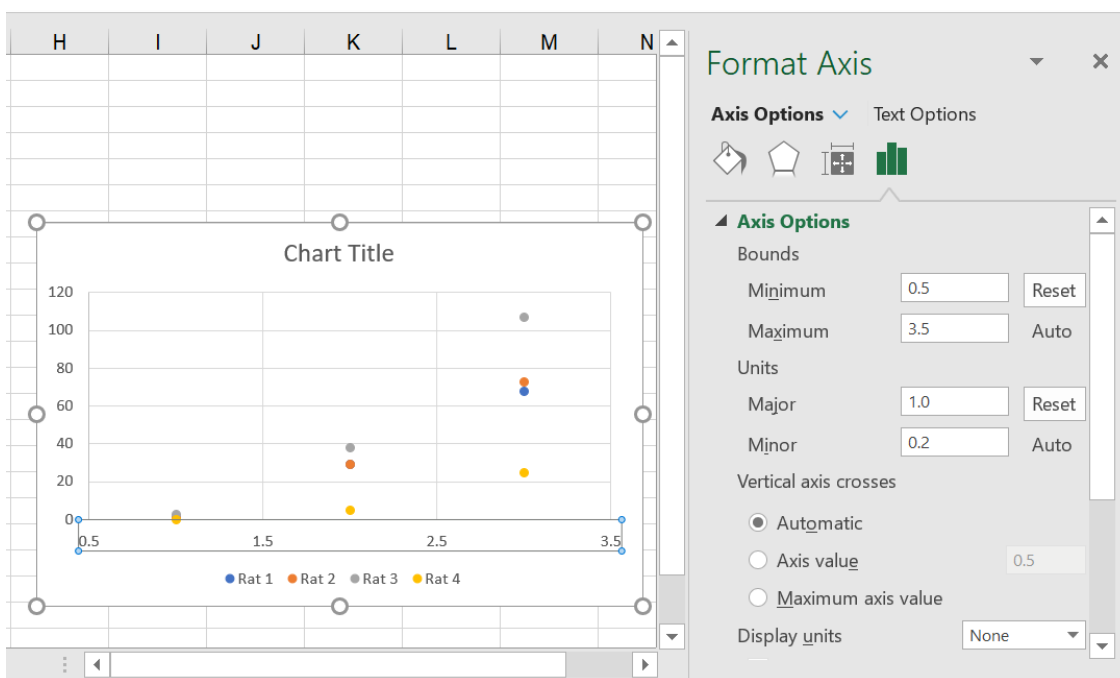 H I J K L M N
Chart Title
120
100
80
60
40
20
0
0.5 1.5 2.5 3.5
Rat 1 Rat 2 Rat 3 Rat 4
Format Axis
Axis Options Text Options
Axis Options
Bounds
Minimum 0.5 Reset
Maximum 3.5 Auto
Units
Major 1.0 Reset
Minor 0.2 Auto
Vertical axis crosses
Automatic
Axis value 0.5
Maximum axis value
Display units None